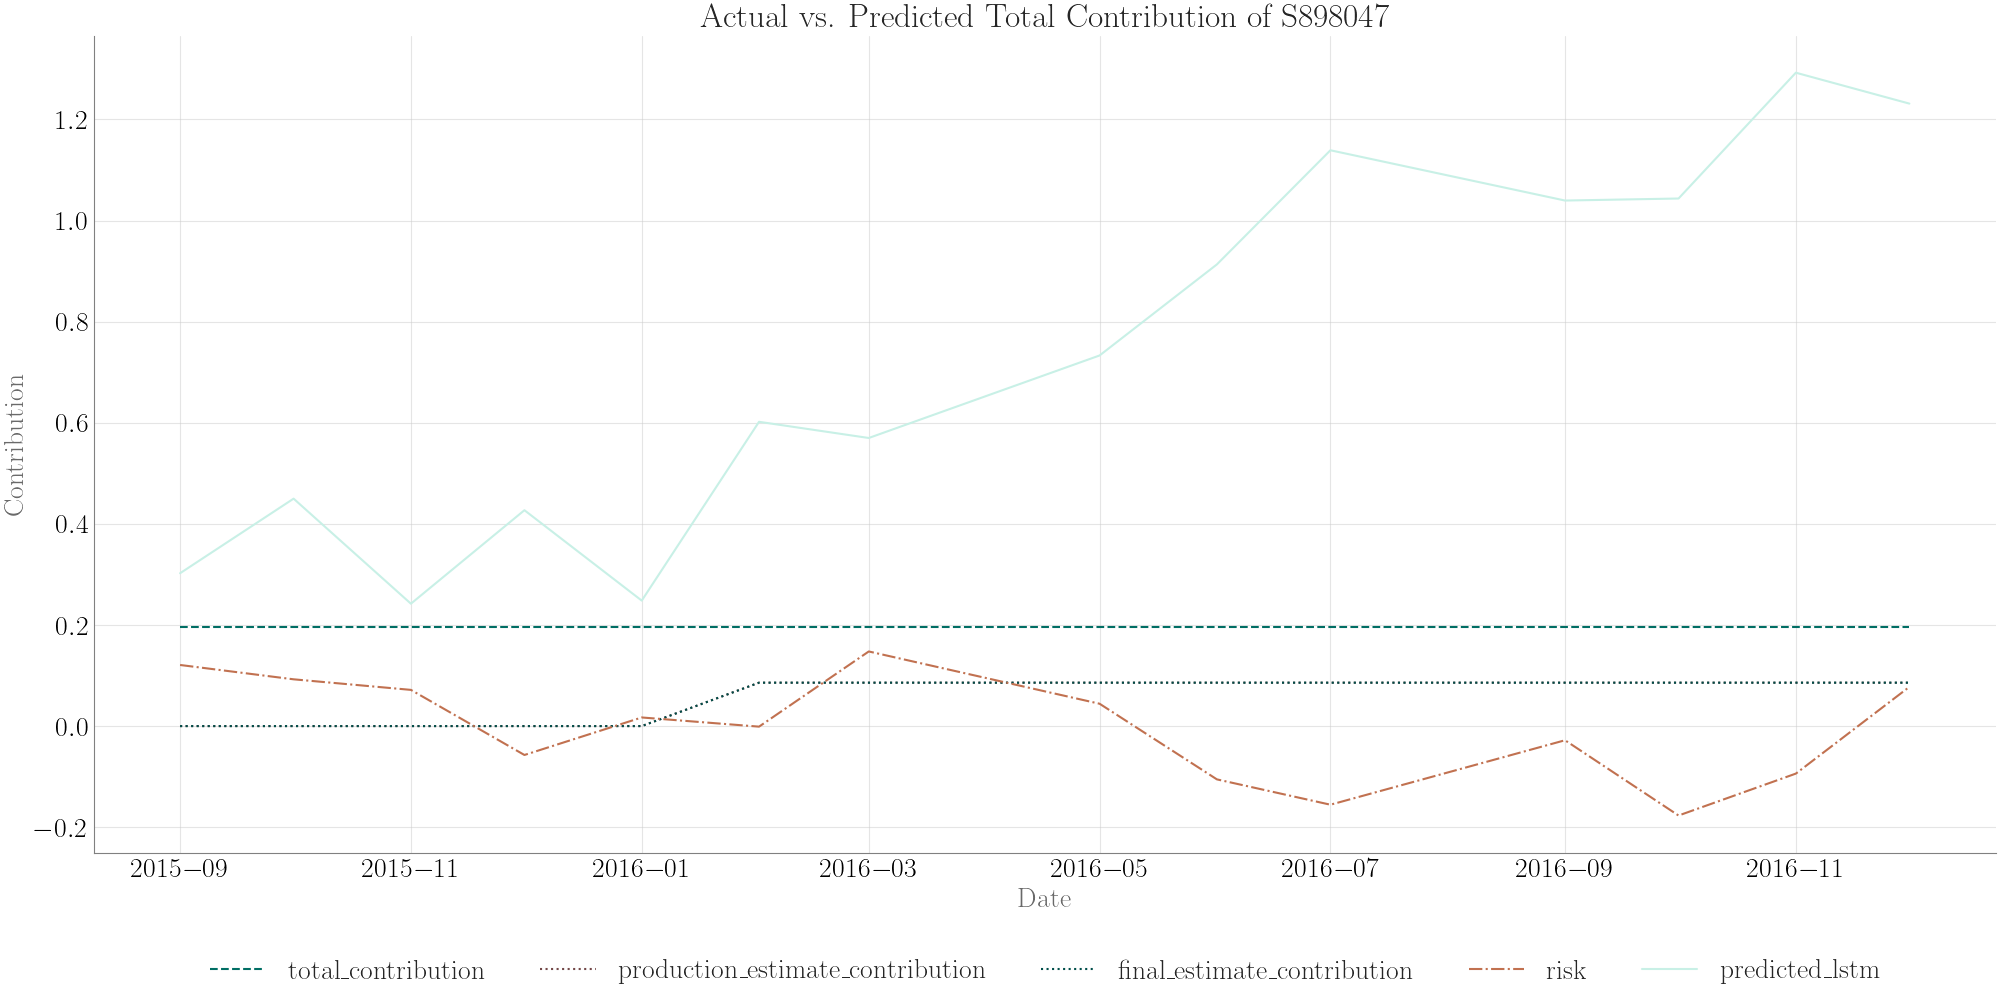 Actual vs. Predicted Total Contribution of S898047
Contribution
1.2
1.0
0.8
0.6
0.4
0.2
0.0
−0.2
2015−09 2015−11 2016−01 2016−03 2016−05 2016−07 2016−09 2016−11
Date
total_contribution production_estimate_contribution final_estimate_contribution risk predicted_lstm